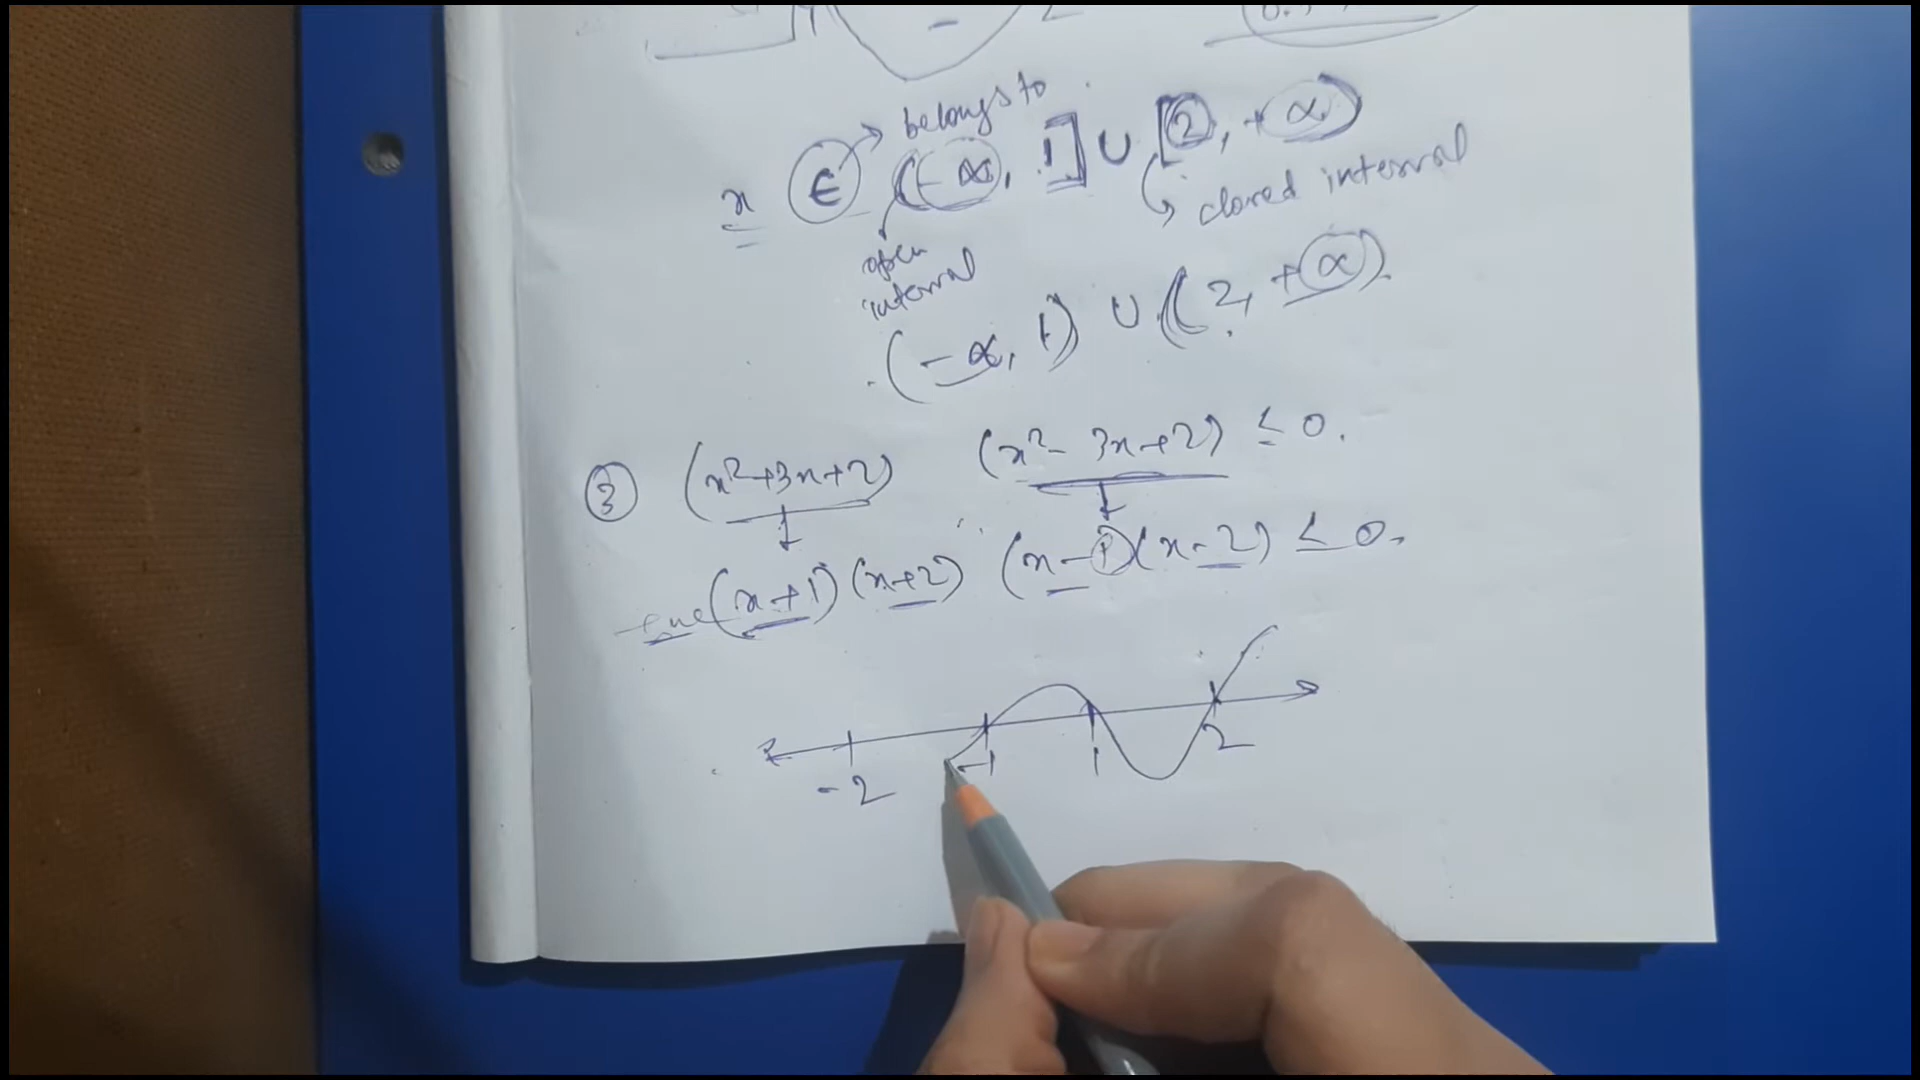 belongs to
x ∈ (-∝, 1] ∪ [2, +∝)
open interval
closed interval
(-∝, 1) ∪ (2, +∝)
③ (x²+3x+2) (x²-3x+2) ≤ 0.
+ve (x+1) (x+2) (x-1)(x-2) ≤ 0.
-2 -1 1 2